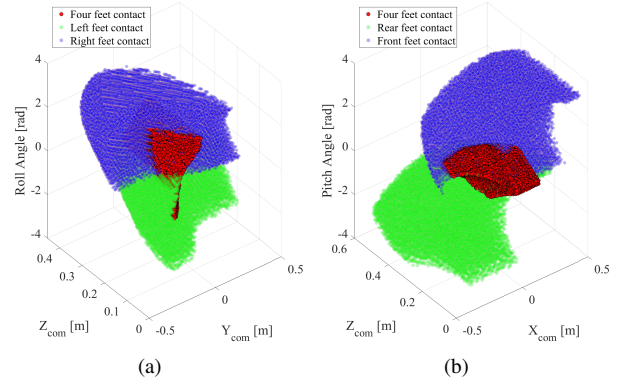 Four feet contact
Left feet contact
Right feet contact
4
2
0
-2
-4
Roll Angle [rad]
0.4
0.3
0.2
0.1
0
Z_com [m]
-0.5
0
0.5
Y_com [m]
(a)
Four feet contact
Rear feet contact
Front feet contact
4
2
0
-2
-4
Pitch Angle [rad]
0.6
0.4
0.2
0
Z_com [m]
-0.5
0
0.5
X_com [m]
(b)